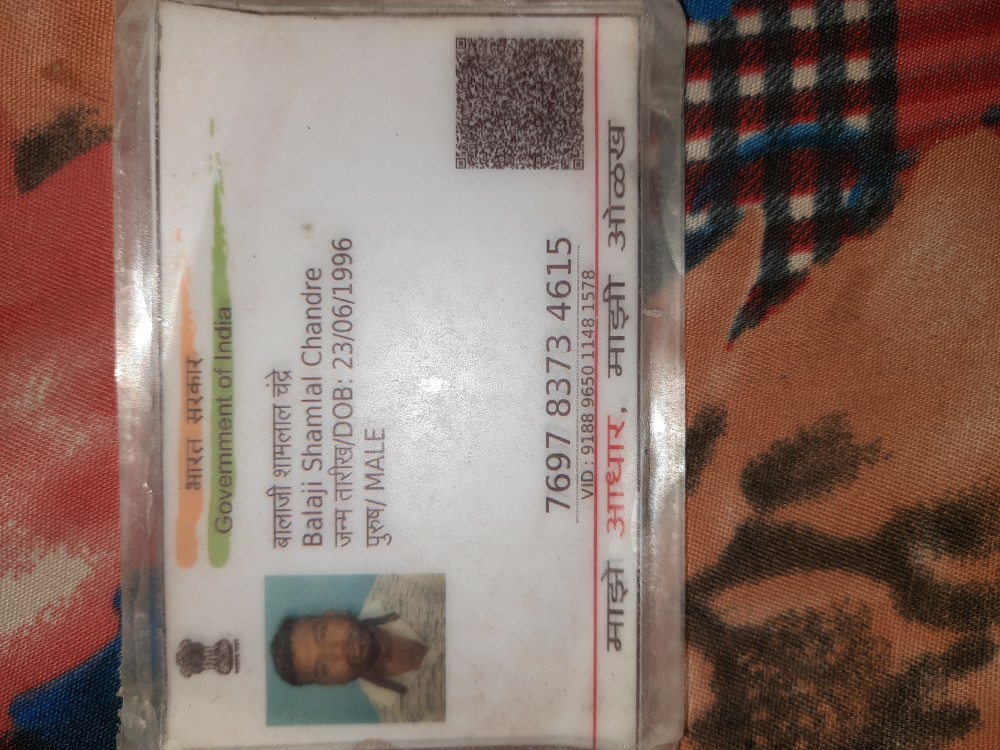 भारत सरकार
Government of India
बालाजी शामलाल चंद्रे
Balaji Shamlal Chandre
जन्म तारीख/DOB: 23/06/1996
पुरुष/ MALE
7697 8373 4615
VID : 9188 9650 1148 1578
माझे आधार, माझी ओळख